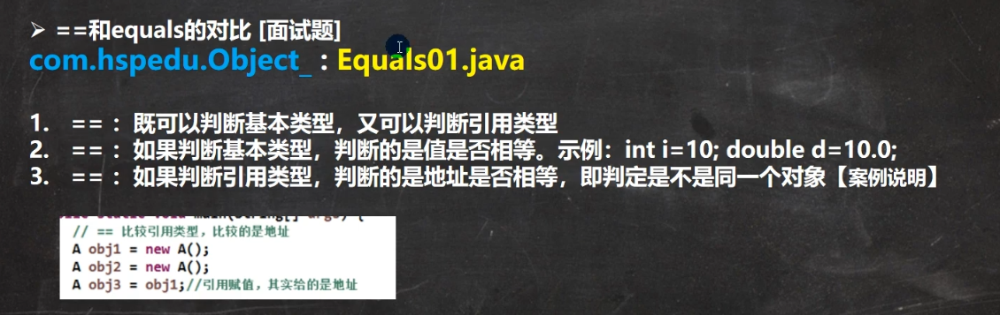 ➢ ==和equals的对比 [面试题]
com.hspedu.Object_ : Equals01.java
1. == ：既可以判断基本类型，又可以判断引用类型
2. == ：如果判断基本类型，判断的是值是否相等。示例：int i=10; double d=10.0;
3. == ：如果判断引用类型，判断的是地址是否相等，即判定是不是同一个对象【案例说明】
// == 比较引用类型，比较的是地址
A obj1 = new A();
A obj2 = new A();
A obj3 = obj1;//引用赋值，其实给的是地址